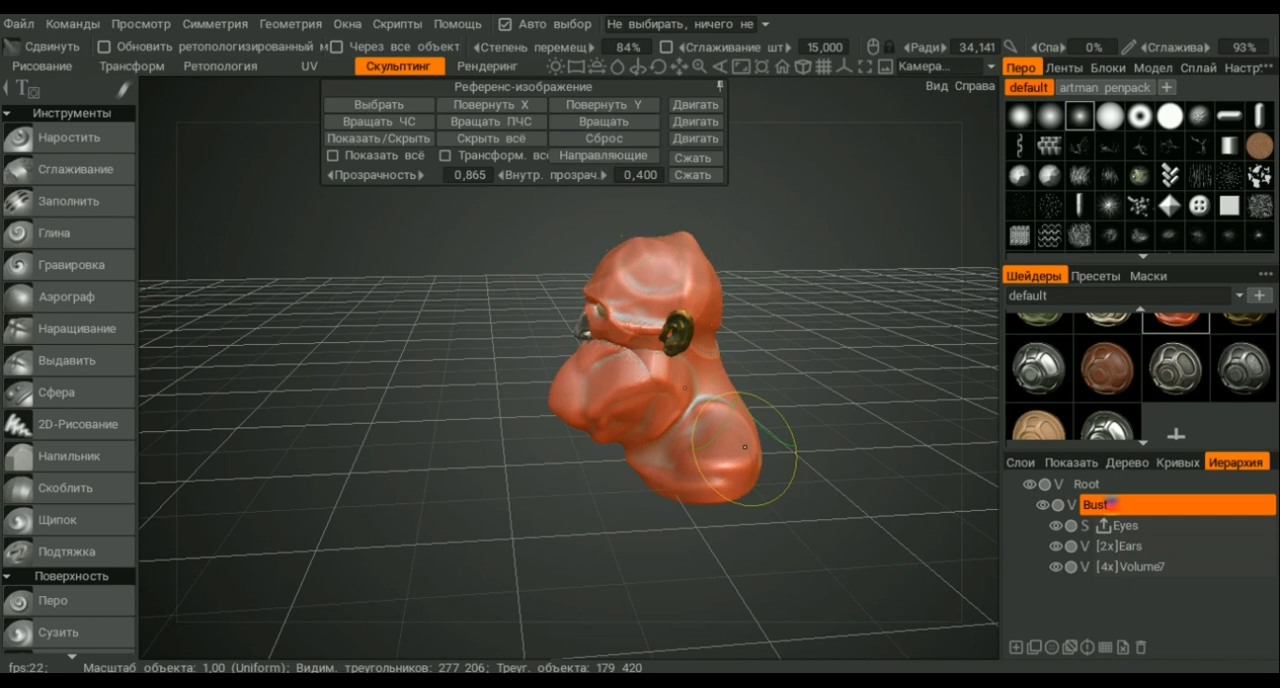 Файл Команды Просмотр Симметрия Геометрия Окна Скрипты Помощь Авто выбор Не выбирать, ничего не
Сдвинуть Обновить ретопологизированный м Через все объект Степень перемещ 84% Сглаживание шт 15,000 Ради 34,141 Спа 0% Сглажива 93%
Рисование Трансформ Ретопология UV Скульптинг Рендеринг Камера... Перо Ленты Блоки Модел Сплай Настр
T Вид Справа default artman penpack +
Референс-изображение
Выбрать Повернуть X Повернуть Y Двигать
Вращать ЧС Вращать ПЧС Вращать Двигать
Показать/Скрыть Скрыть всё Сброс Двигать
Показать всё Трансформ. всс Направляющие Сжать
Прозрачность 0,865 Внутр. прозрач. 0,400 Сжать
Инструменты
Наростить
Сглаживание
Заполнить
Глина
Гравировка
Аэрограф
Наращивание
Выдавить
Сфера
2D-Рисование
Напильник
Скоблить
Щипок
Подтяжка
Поверхность
Перо
Сузить
Шейдеры Пресеты Маски
default
Слои Показать Дерево Кривых Иерархия
V Root
V Bust
S Eyes
V [2x]Ears
V [4x]Volume7
fps:22; Масштаб объекта: 1,00 (Uniform); Видим. треугольников: 277 206; Треуг. объекта: 179 420